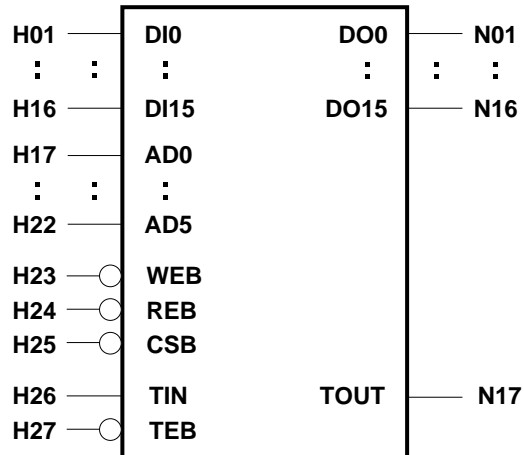 H01 DI0 DO0 N01
: : : : : :
H16 DI15 DO15 N16
H17 AD0
: : :
H22 AD5
H23 WEB
H24 REB
H25 CSB
H26 TIN TOUT N17
H27 TEB